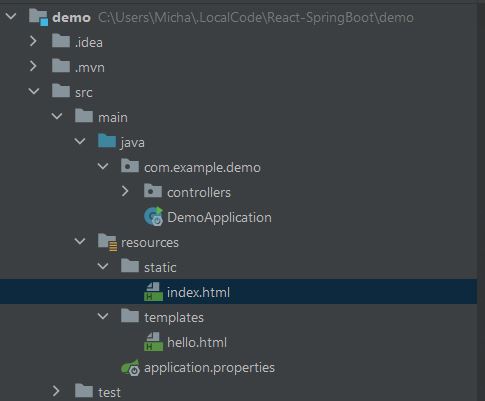 demo C:\Users\Micha\.LocalCode\React-SpringBoot\demo
.idea
.mvn
src
main
java
com.example.demo
controllers
DemoApplication
resources
static
index.html
templates
hello.html
application.properties
test